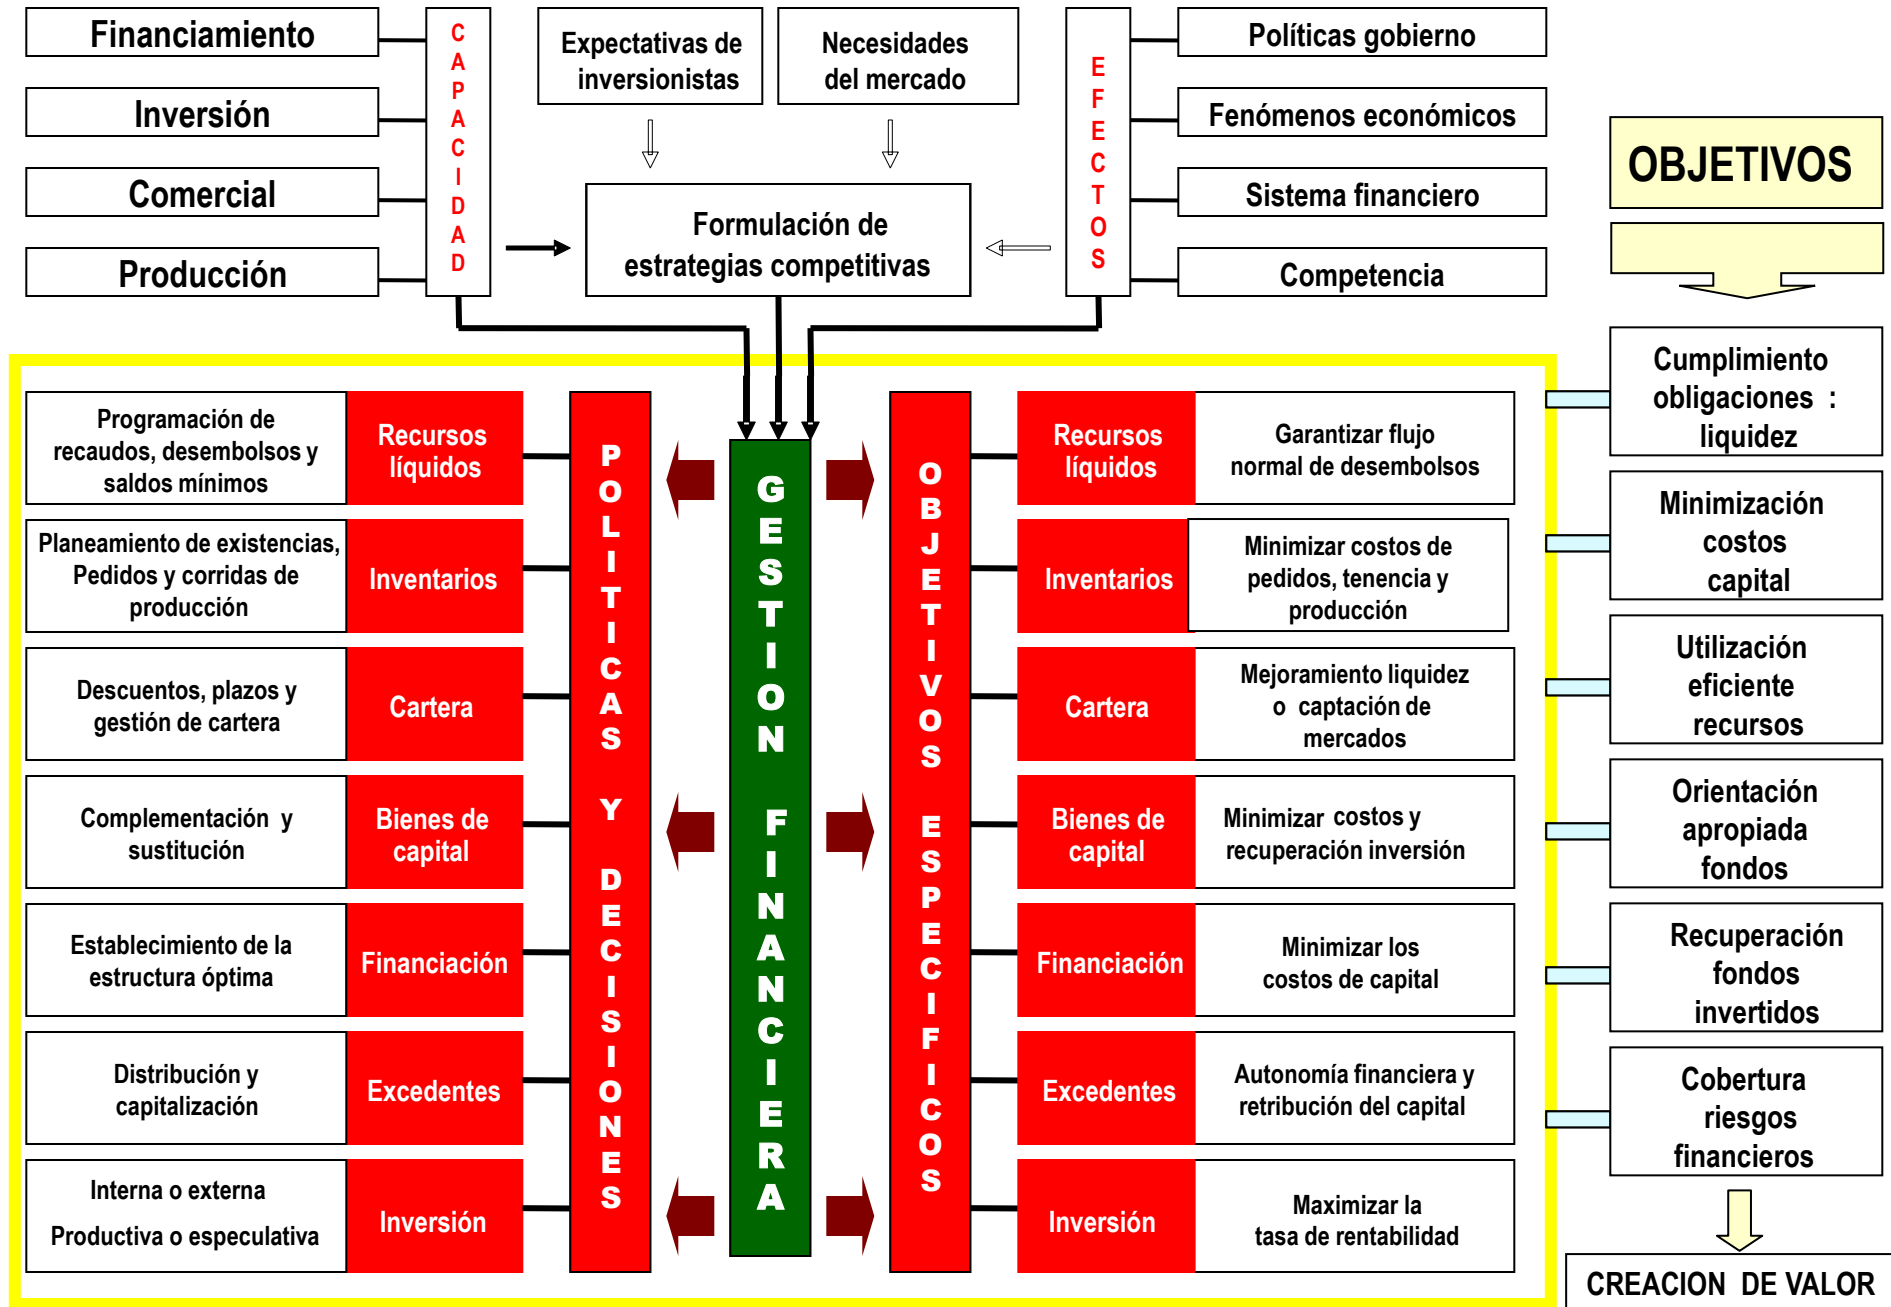 Financiamiento
Inversión
Comercial
Producción
CAPACIDAD
Expectativas de
inversionistas
Necesidades
del mercado
Formulación de
estrategias competitivas
EFECTOS
Políticas gobierno
Fenómenos económicos
Sistema financiero
Competencia
OBJETIVOS
Programación de
recaudos, desembolsos y
saldos mínimos
Recursos
líquidos
Planeamiento de existencias,
Pedidos y corridas de
producción
Inventarios
Descuentos, plazos y
gestión de cartera
Cartera
Complementación y
sustitución
Bienes de
capital
Establecimiento de la
estructura óptima
Financiación
Distribución y
capitalización
Excedentes
Interna o externa
Productiva o especulativa
Inversión
POLITICAS Y DECISIONES
GESTION FINANCIERA
OBJETIVOS ESPECIFICOS
Recursos
líquidos
Garantizar flujo
normal de desembolsos
Inventarios
Minimizar costos de
pedidos, tenencia y
producción
Cartera
Mejoramiento liquidez
o captación de
mercados
Bienes de
capital
Minimizar costos y
recuperación inversión
Financiación
Minimizar los
costos de capital
Excedentes
Autonomía financiera y
retribución del capital
Inversión
Maximizar la
tasa de rentabilidad
Cumplimiento
obligaciones :
liquidez
Minimización
costos
capital
Utilización
eficiente
recursos
Orientación
apropiada
fondos
Recuperación
fondos
invertidos
Cobertura
riesgos
financieros
CREACION DE VALOR